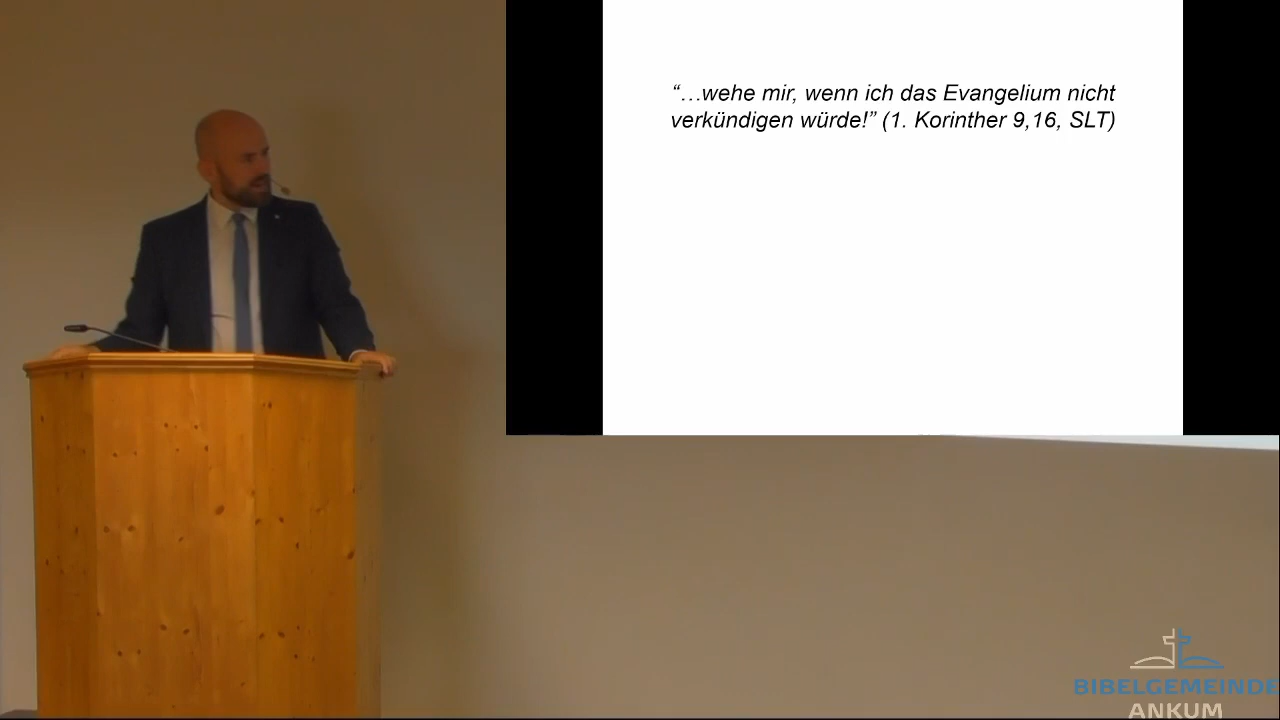 “…wehe mir, wenn ich das Evangelium nicht
verkündigen würde!” (1. Korinther 9,16, SLT)
BIBELGEMEINDE
ANKUM